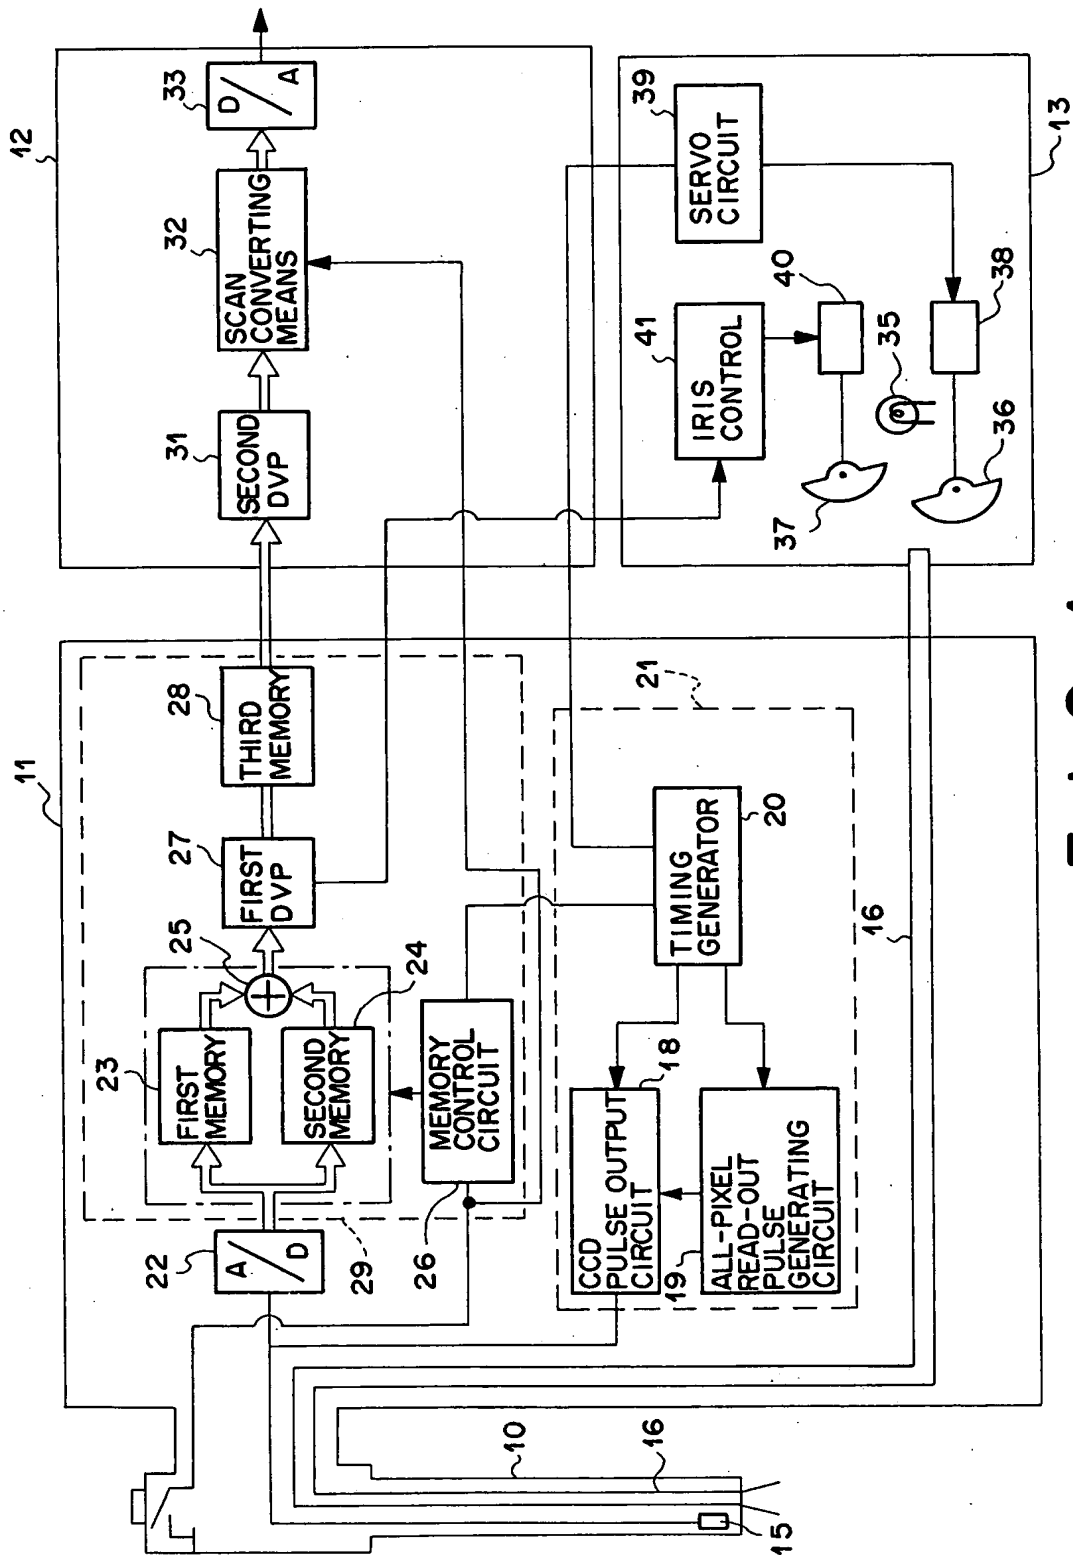 11
12
22
A
D
23
FIRST
MEMORY
25
27
FIRST
DVP
28
THIRD
MEMORY
31
SECOND
DVP
32
SCAN
CONVERTING
MEANS
33
D
A
SECOND
MEMORY
24
29
26
MEMORY
CONTROL
CIRCUIT
10
16
15
CCD
PULSE OUTPUT
CIRCUIT
18
19
ALL-PIXEL
READ-OUT
PULSE
GENERATING
CIRCUIT
TIMING
GENERATOR
20
21
16
41
IRIS
CONTROL
39
SERVO
CIRCUIT
40
37
35
38
36
13